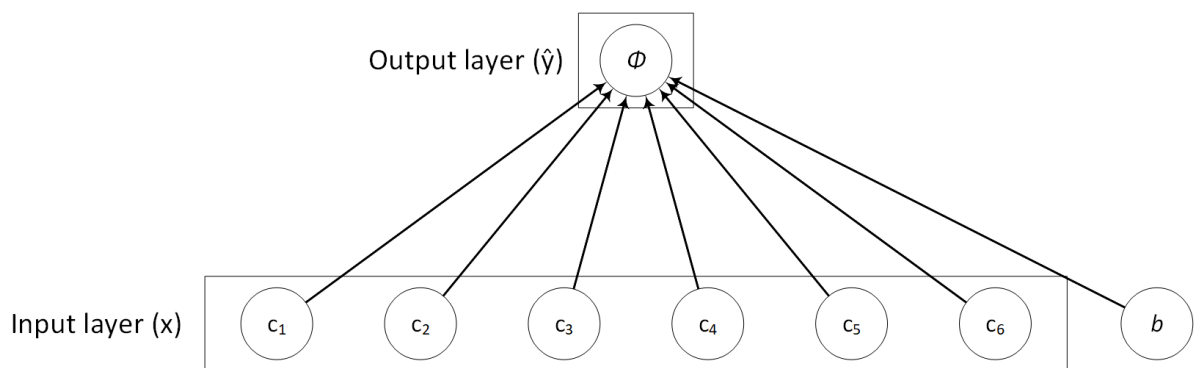 Output layer (ŷ)
Φ
Input layer (x)
c₁
c₂
c₃
c₄
c₅
c₆
b